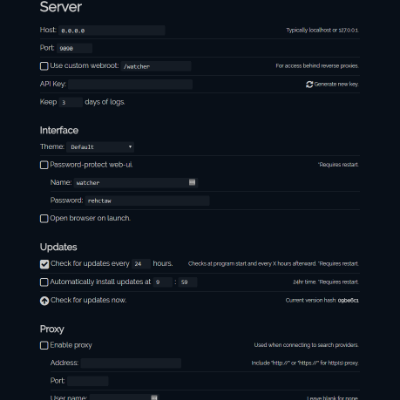 Server
Host: 0.0.0.0 Typically localhost or 127.0.0.1
Port: 9090
Use custom webroot: /watcher For access behind reverse proxies.
API Key: Generate new key.
Keep 3 days of logs.
Interface
Theme: Default
Password-protect web-ui. *Requires restart.
Name: watcher
Password: rehctaw
Open browser on launch.
Updates
Check for updates every 24 hours. Checks at program start and every X hours afterward. *Requires restart.
Automatically install updates at 9 : 59 24hr time. *Requires restart.
Check for updates now. Current version hash:
Proxy
Enable proxy Used when connecting to search providers.
Address: Include "http://" or "https://" for http(s) proxy.
Port:
User name: Leave blank for none.